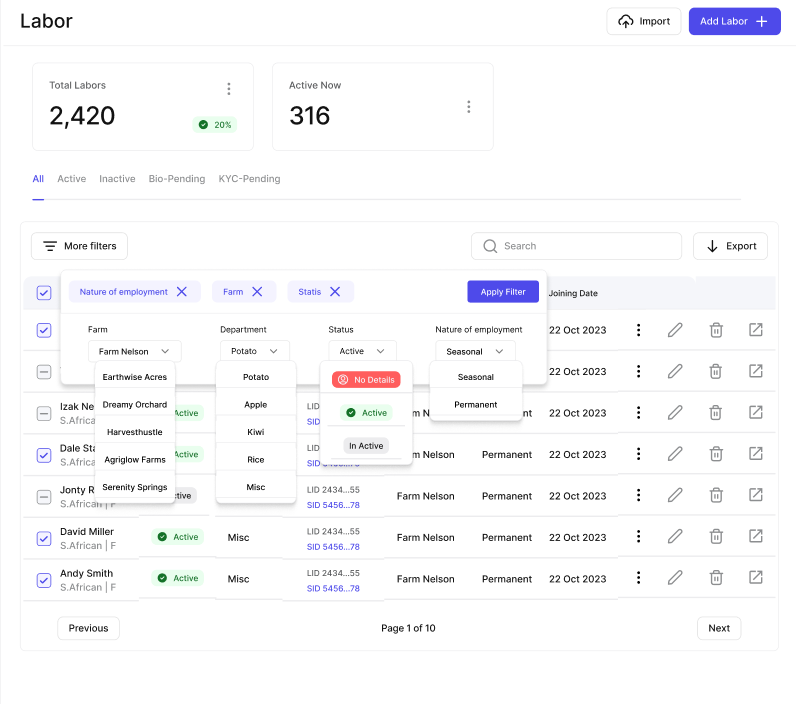 Labor
Import
Add Labor
Total Labors
2,420
20%
Active Now
316
All Active Inactive Bio-Pending KYC-Pending
More filters
Search
Export
Nature of employment
Farm
Statis
Apply Filter
Joining Date
Farm
Department
Status
Nature of employment
Farm Nelson
Potato
Active
Seasonal
Earthwise Acres
Dreamy Orchard
Harvesthustle
Agriglow Farms
Serenity Springs
Potato
Apple
Kiwi
Rice
Misc
No Details
Active
In Active
Seasonal
Permanent
22 Oct 2023
22 Oct 2023
Izak Ne
S.Africa
Active
LID
SID
22 Oct 2023
Dale Sta
S.Africa
Active
LID
Permanent
22 Oct 2023
Jonty R
S.Africa
ctive
LID 2434...55
SID 5456...78
Farm Nelson
Permanent
22 Oct 2023
David Miller
S.African | F
Active
Misc
LID 2434...55
SID 5456...78
Farm Nelson
Permanent
22 Oct 2023
Andy Smith
S.African | F
Active
Misc
LID 2434...55
SID 5456...78
Farm Nelson
Permanent
22 Oct 2023
Previous
Page 1 of 10
Next